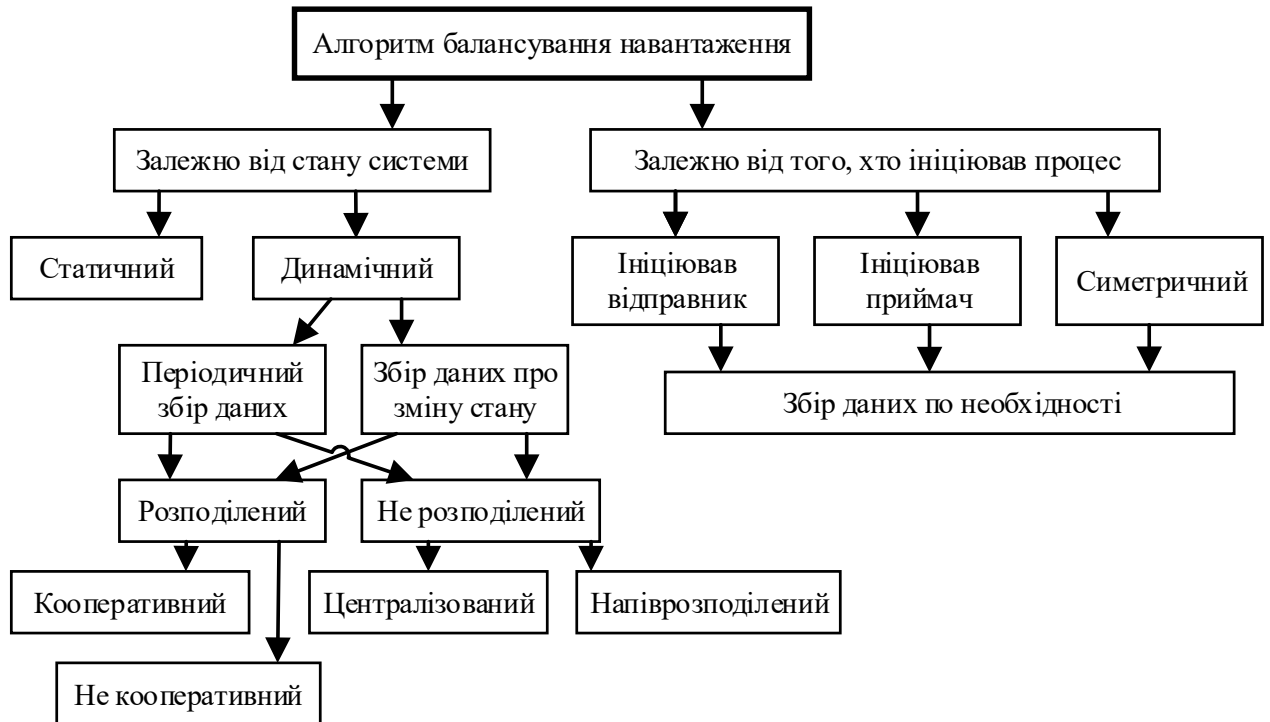 Алгоритм балансування навантаження
Залежно від стану системи
Залежно від того, хто ініціював процес
Статичний
Динамічний
Ініціював
відправник
Ініціював
приймач
Симетричний
Періодичний
збір даних
Збір даних про
зміну стану
Збір даних по необхідності
Розподілений
Не розподілений
Кооперативний
Централізований
Напіврозподілений
Не кооперативний